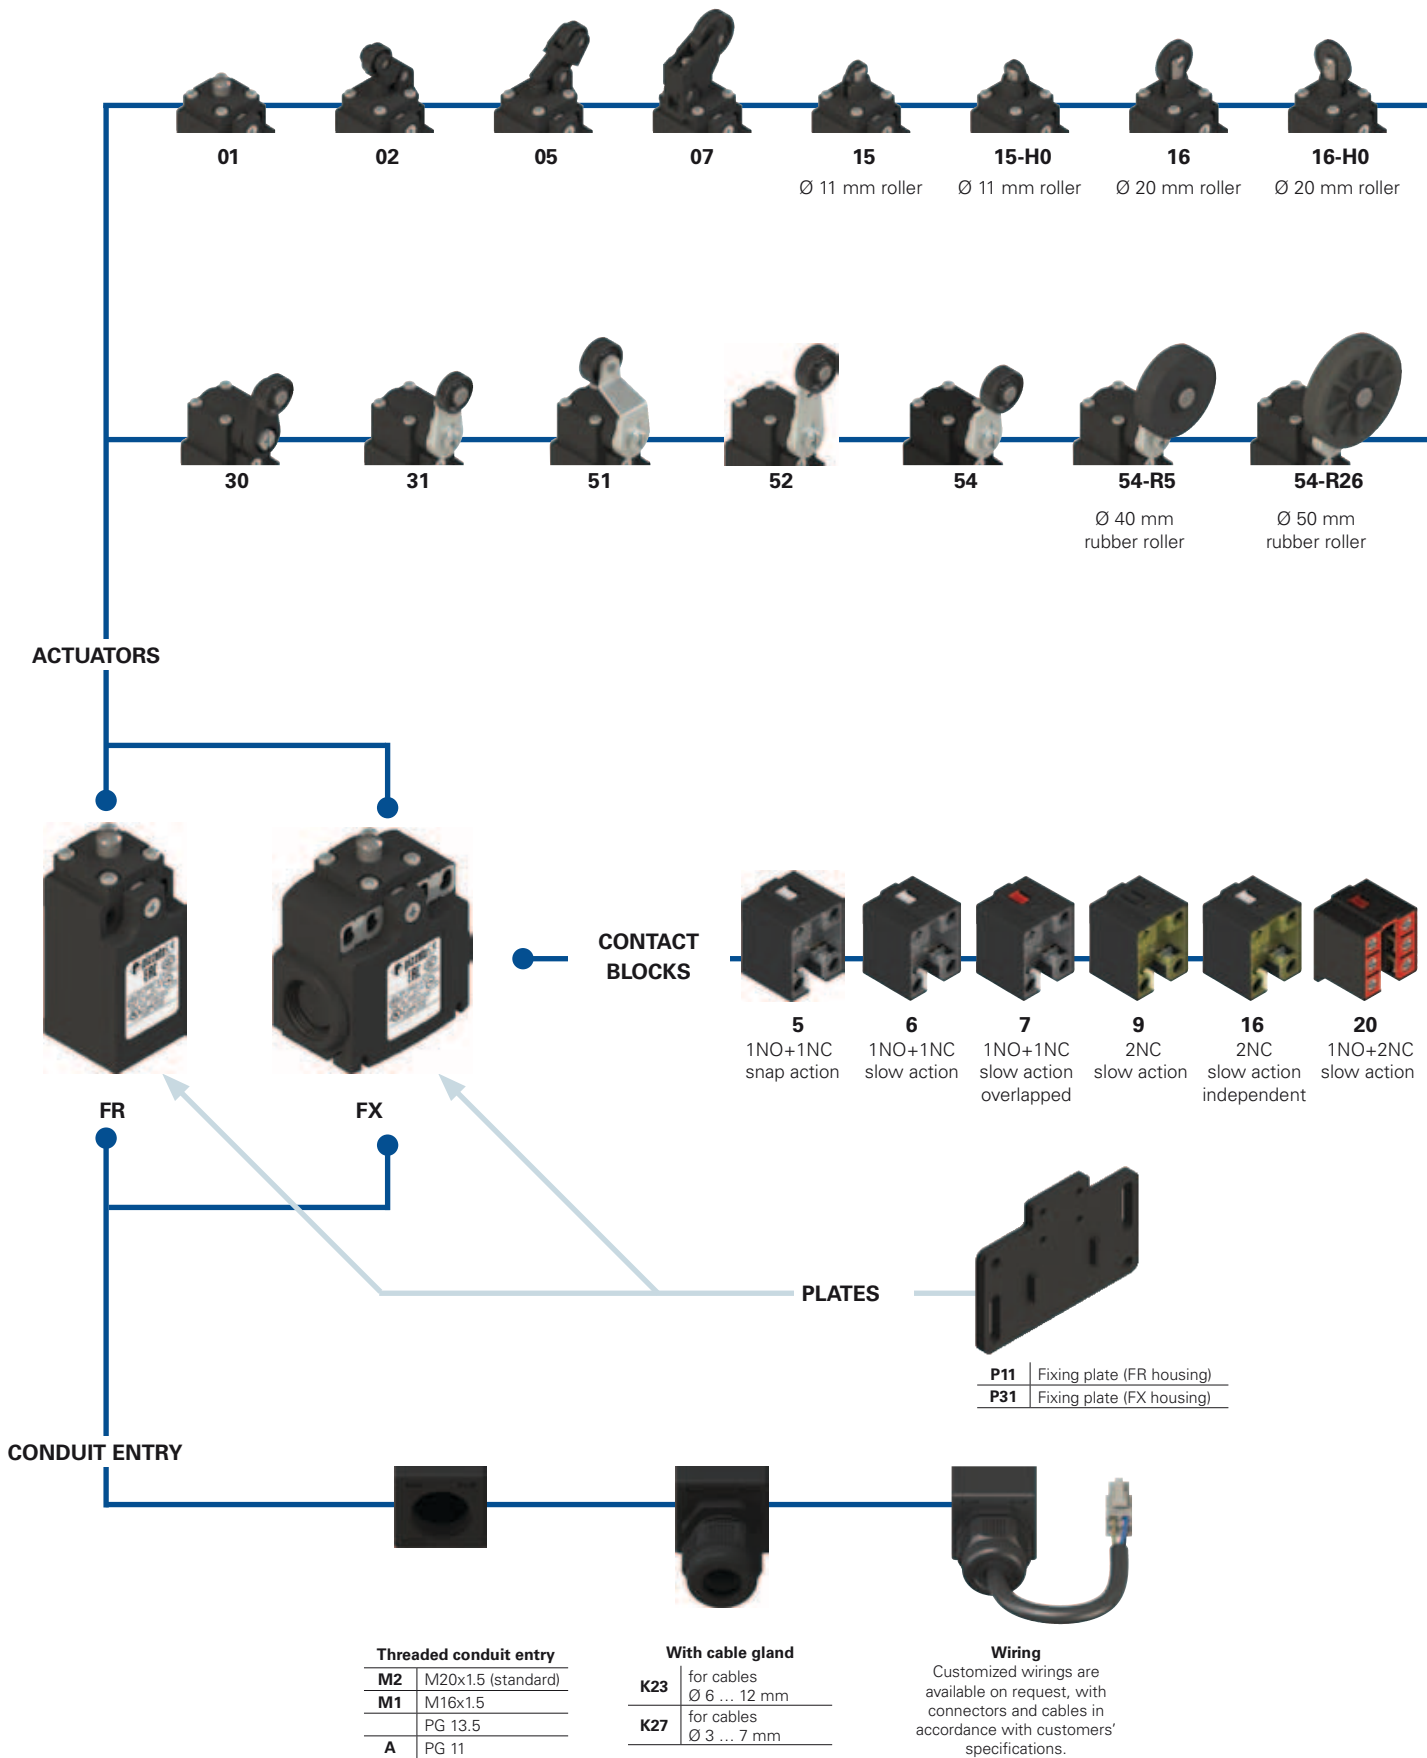 01 02 05 07 15 15-H0 16 16-H0
Ø 11 mm roller Ø 11 mm roller Ø 20 mm roller Ø 20 mm roller
30 31 51 52 54 54-R5 54-R26
Ø 40 mm
rubber roller
Ø 50 mm
rubber roller
ACTUATORS
CONTACT
BLOCKS
5
1NO+1NC
snap action
6
1NO+1NC
slow action
7
1NO+1NC
slow action
overlapped
9
2NC
slow action
16
2NC
slow action
independent
20
1NO+2NC
slow action
FR
FX
PLATES
P11 Fixing plate (FR housing)
P31 Fixing plate (FX housing)
CONDUIT ENTRY
Threaded conduit entry
M2 M20x1.5 (standard)
M1 M16x1.5
PG 13.5
A PG 11
With cable gland
K23 for cables
Ø 6 … 12 mm
K27 for cables
Ø 3 … 7 mm
Wiring
Customized wirings are
available on request, with
connectors and cables in
accordance with customers’
specifications.